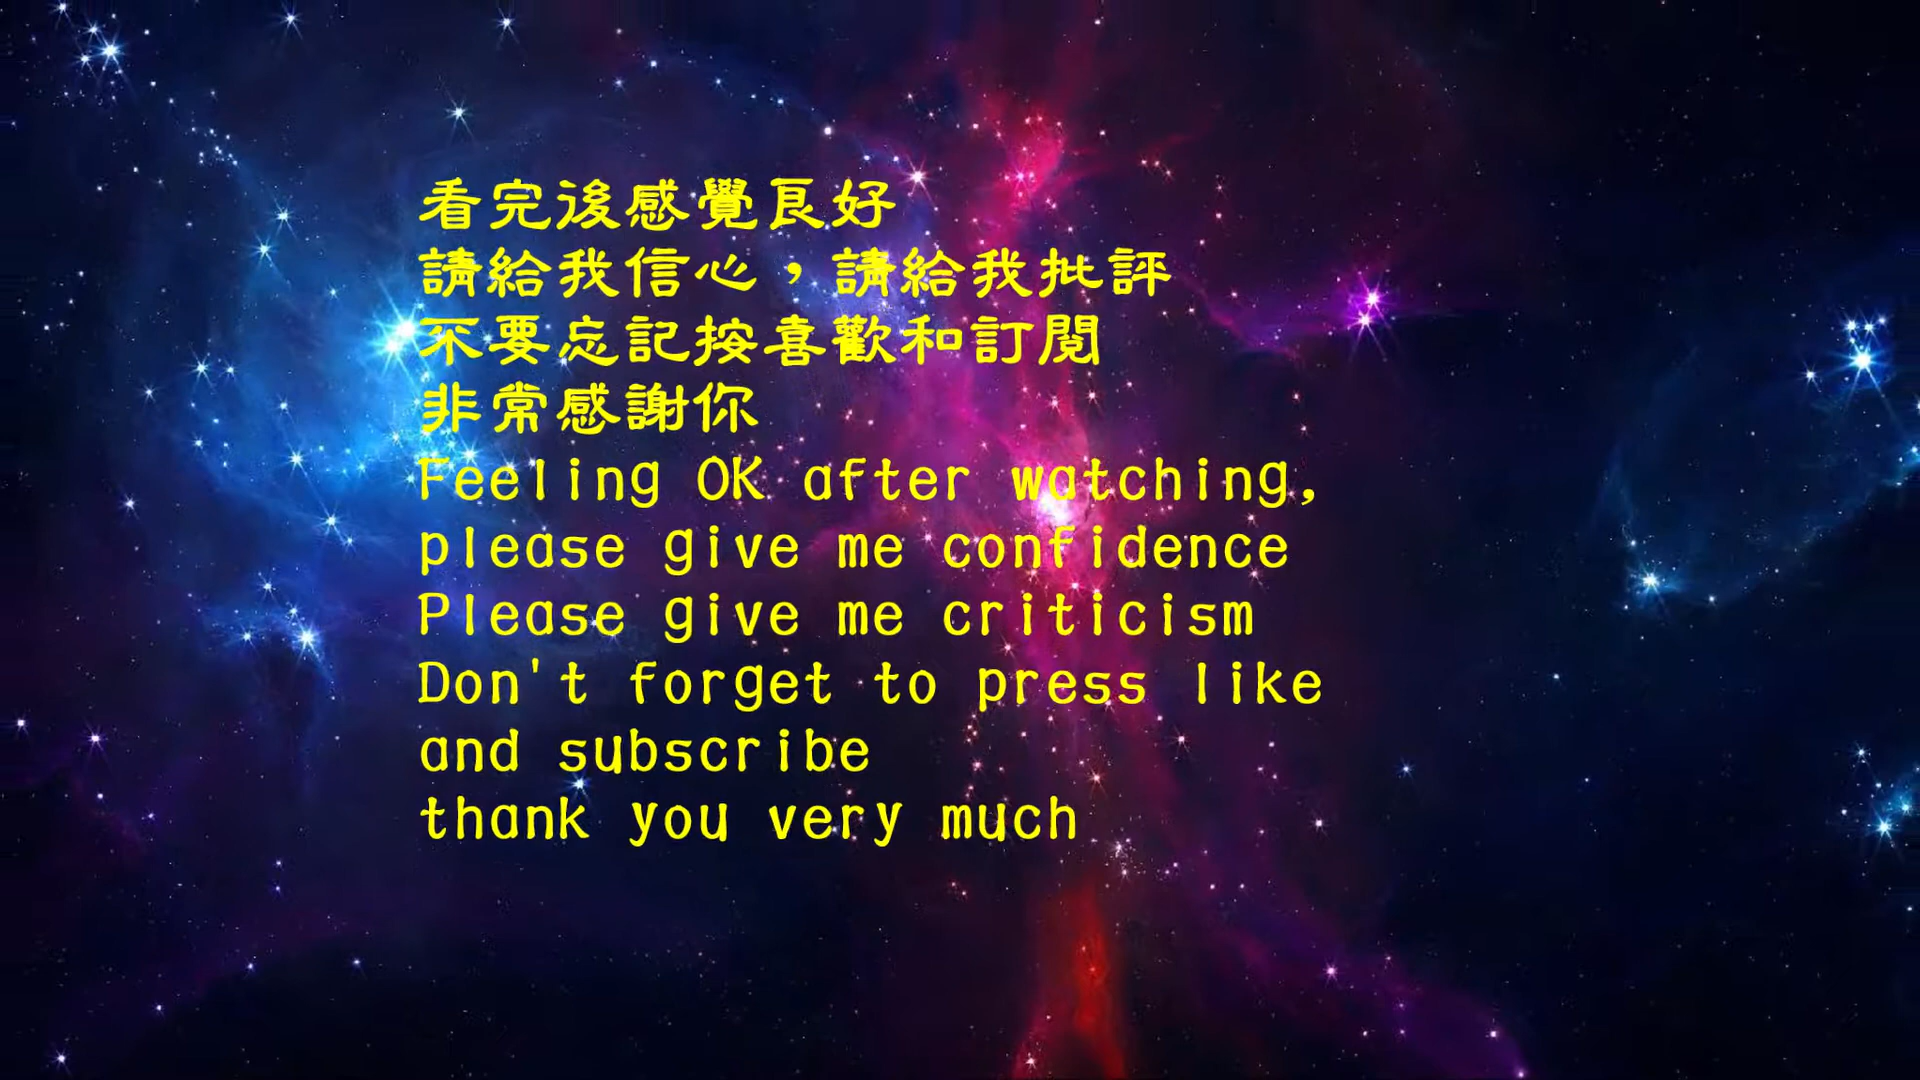 看完後感覺良好
請給我信心，請給我批評
不要忘記按喜歡和訂閱
非常感謝你
Feeling OK after watching,
please give me confidence
Please give me criticism
Don't forget to press like
and subscribe
thank you very much